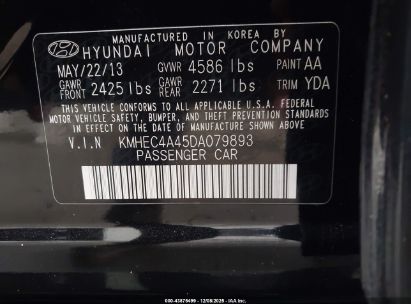 MANUFACTURED IN KOREA BY
HYUNDAI MOTOR COMPANY
MAY/22/13 GVWR 4586 lbs PAINT AA
GAWR FRONT 2425 lbs GAWR REAR 2271 lbs TRIM YDA
THIS VEHICLE CONFORMS TO ALL APPLICABLE U.S.A. FEDERAL
MOTOR VEHICLE SAFETY, BUMPER, AND THEFT PREVENTION
STANDARDS IN EFFECT ON THE DATE OF MANUFACTURE SHOWN ABOVE.
V.I.N KMHEC4A45DA079893
PASSENGER CAR
000-43876499 - 12/08/2025 - IAA Inc.